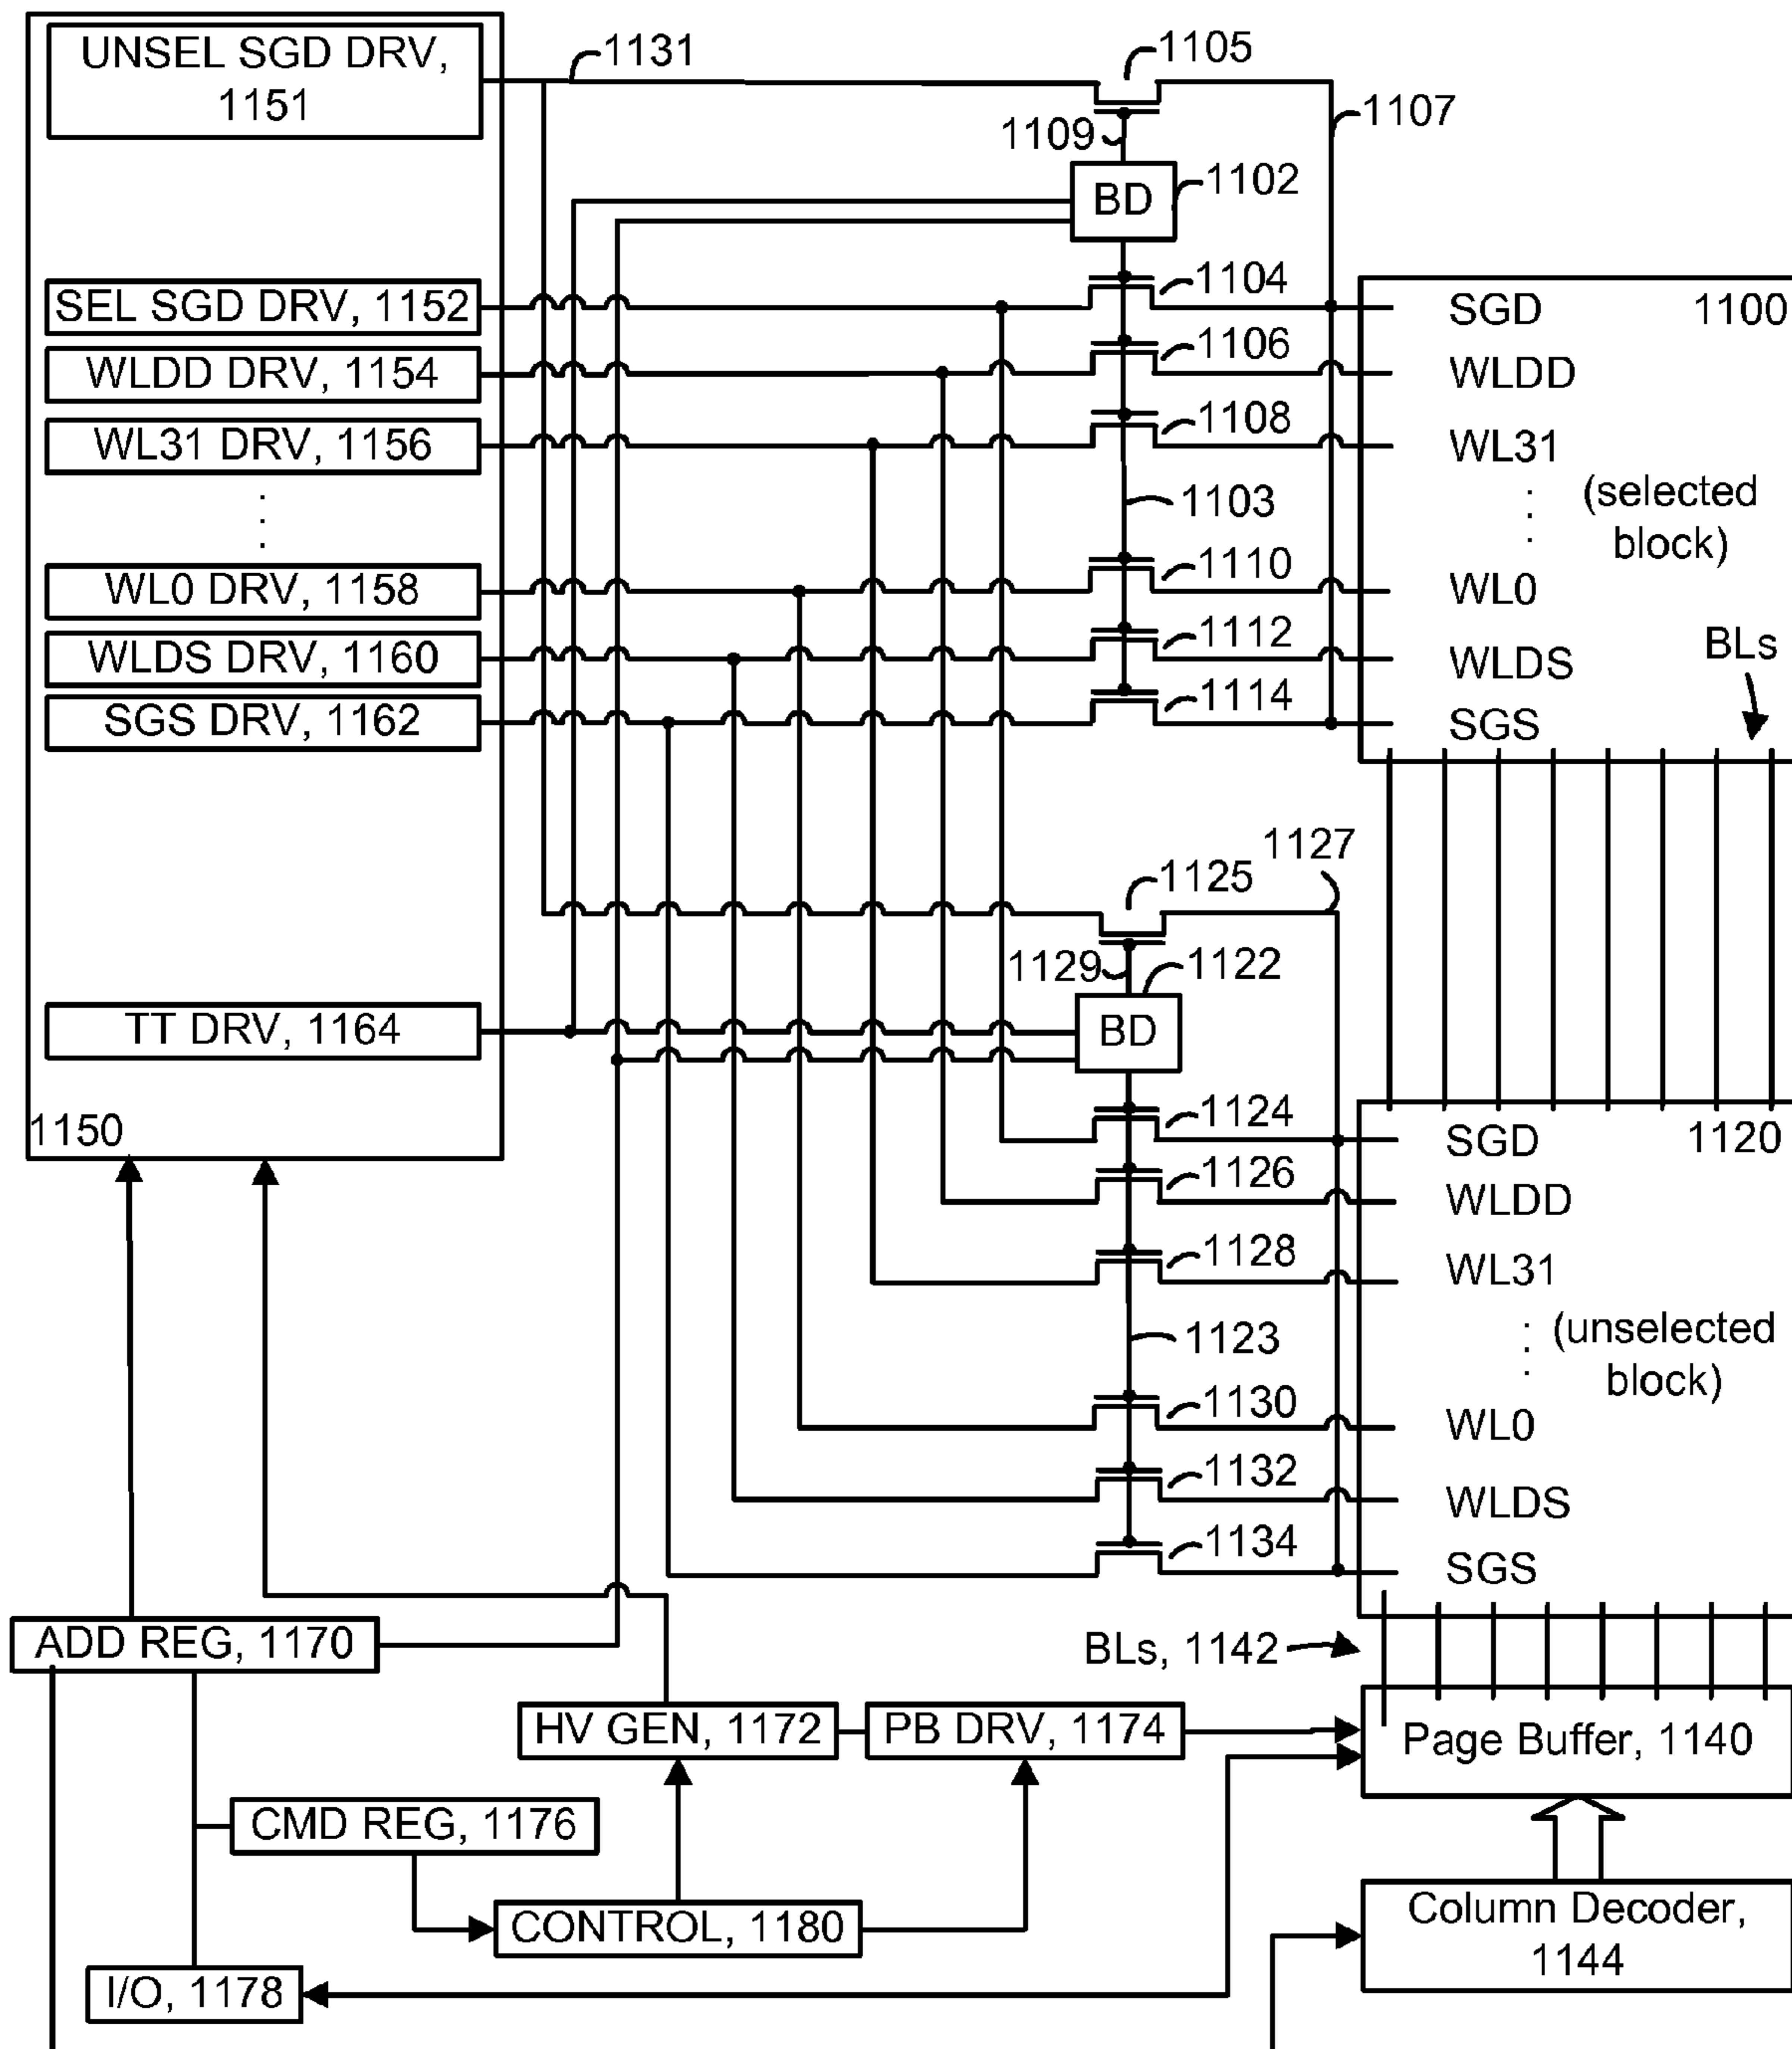 UNSEL SGD DRV,
1151
1131
1105
1107
1109
BD
1102
SEL SGD DRV, 1152
1104
SGD
1100
WLDD DRV, 1154
1106
WLDD
WL31 DRV, 1156
1108
WL31
1103
(selected
block)
WL0 DRV, 1158
1110
WL0
WLDS DRV, 1160
1112
WLDS
BLs
SGS DRV, 1162
1114
SGS
1127
1125
1129
1122
TT DRV, 1164
BD
1150
1124
SGD
1120
1126
WLDD
1128
WL31
1123
(unselected
block)
1130
WL0
1132
WLDS
1134
SGS
ADD REG, 1170
BLs, 1142
HV GEN, 1172
PB DRV, 1174
Page Buffer, 1140
CMD REG, 1176
CONTROL, 1180
Column Decoder,
1144
I/O, 1178